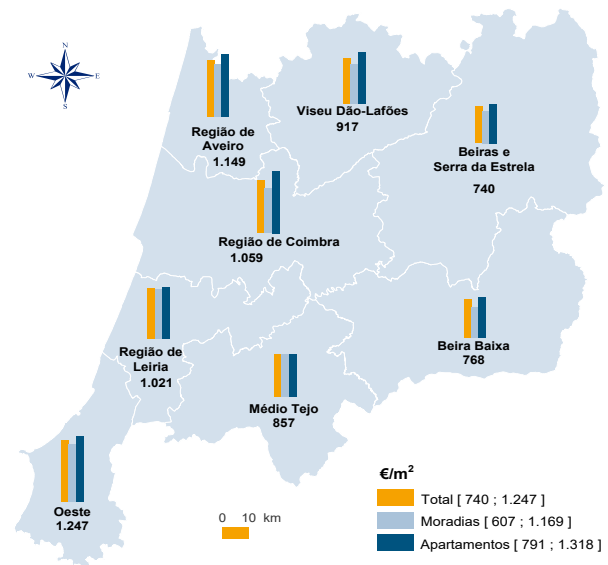 N
W E
S
Região de
Aveiro
1.149
Viseu Dão-Lafões
917
Beiras e
Serra da Estrela
740
Região de Coimbra
1.059
Região de
Leiria
1.021
Beira Baixa
768
Médio Tejo
857
Oeste
1.247
0 10 km
€/m²
Total [ 740 ; 1.247 ]
Moradias [ 607 ; 1.169 ]
Apartamentos [ 791 ; 1.318 ]